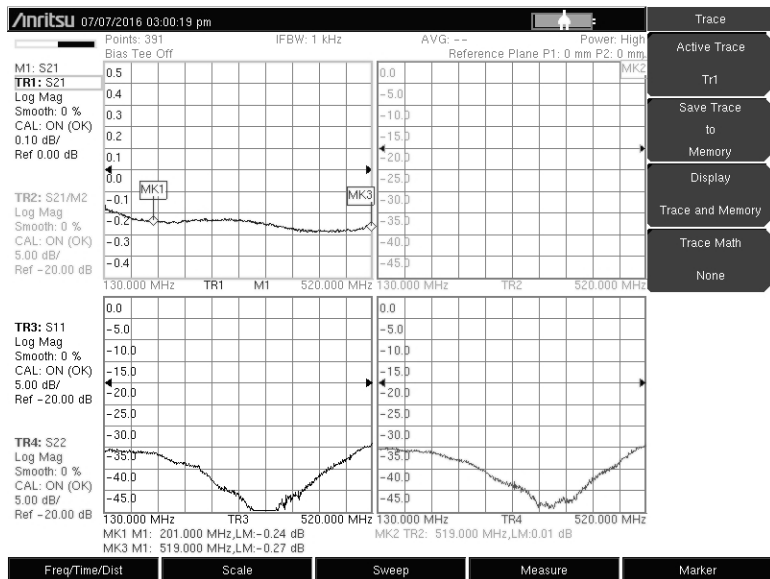 Anritsu 07/07/2016 03:00:19 pm
Trace
Points: 391 IFBW: 1 kHz AVG: -- Power: High
Bias Tee Off Reference Plane P1: 0 mm P2: 0 mm
M1: S21
TR1: S21
Log Mag
Smooth: 0 %
CAL: ON (OK)
0.10 dB/
Ref 0.00 dB
TR2: S21/M2
Log Mag
Smooth: 0 %
CAL: ON (OK)
5.00 dB/
Ref -20.00 dB
0.5
0.4
0.3
0.2
0.1
0.0
-0.1
-0.2
-0.3
-0.4
MK1
MK3
130.000 MHz TR1 M1 520.000 MHz
MK2
0.0
-5.0
-10.0
-15.0
-20.0
-25.0
-30.0
-35.0
-40.0
-45.0
130.000 MHz TR2 520.000 MHz
Active Trace
Tr1
Save Trace
to
Memory
Display
Trace and Memory
Trace Math
None
TR3: S11
Log Mag
Smooth: 0 %
CAL: ON (OK)
5.00 dB/
Ref -20.00 dB
TR4: S22
Log Mag
Smooth: 0 %
CAL: ON (OK)
5.00 dB/
Ref -20.00 dB
0.0
-5.0
-10.0
-15.0
-20.0
-25.0
-30.0
-35.0
-40.0
-45.0
130.000 MHz TR3 520.000 MHz
0.0
-5.0
-10.0
-15.0
-20.0
-25.0
-30.0
-35.0
-40.0
-45.0
130.000 MHz TR4 520.000 MHz
MK1 M1: 201.000 MHz,LM:-0.24 dB
MK2 TR2: 519.000 MHz,LM:0.01 dB
MK3 M1: 519.000 MHz,LM:-0.27 dB
Freq/Time/Dist Scale Sweep Measure Marker